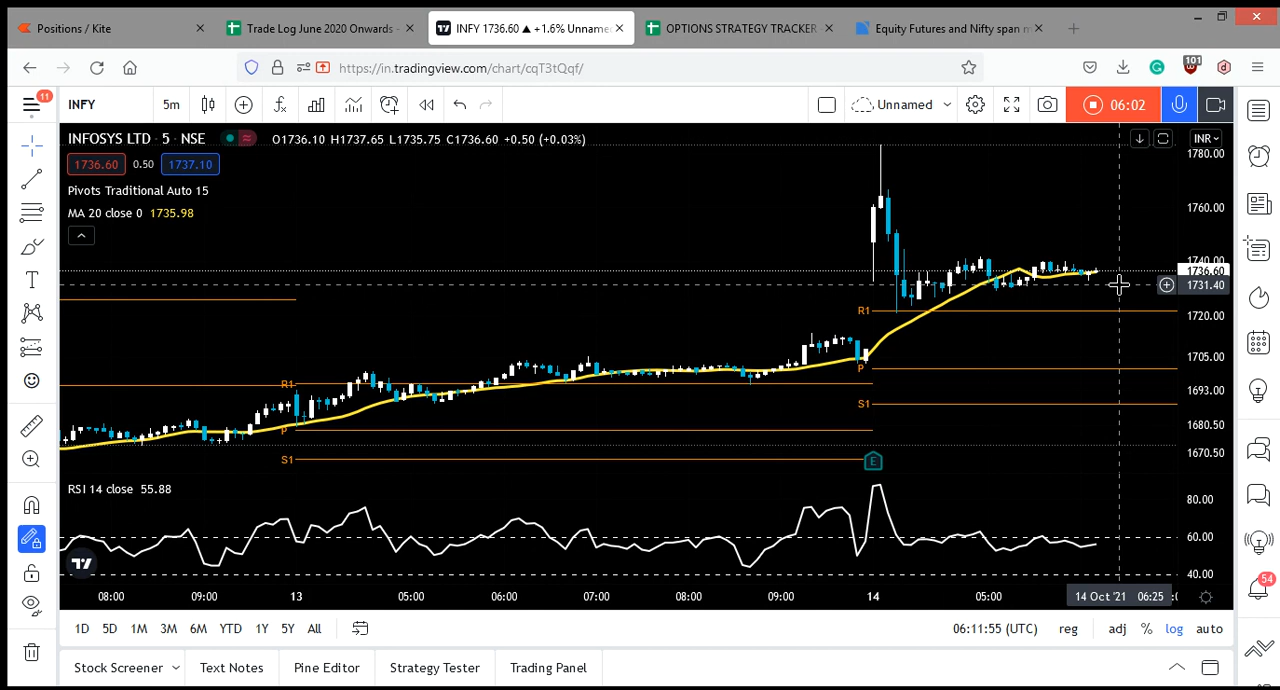 Positions / Kite
Trade Log June 2020 Onwards -
INFY 1736.60 ▲ +1.6% Unname
OPTIONS STRATEGY TRACKER
Equity Futures and Nifty span m
https://in.tradingview.com/chart/cqT3tQqf/
101
11
INFY
5m
Unnamed
06:02
INFOSYS LTD · 5 · NSE
O1736.10 H1737.65 L1735.75 C1736.60 +0.50 (+0.03%)
INR
1736.60
0.50
1737.10
Pivots Traditional Auto 15
MA 20 close 0 1735.98
1780.00
1760.00
1740.00
1736.60
1731.40
1720.00
1705.00
1693.00
1680.50
1670.50
R1
P
S1
R1
P
S1
E
RSI 14 close 55.88
80.00
60.00
40.00
54
08:00
09:00
13
05:00
06:00
07:00
08:00
09:00
14
05:00
14 Oct '21 06:25
1D 5D 1M 3M 6M YTD 1Y 5Y All
06:11:55 (UTC)
reg
adj % log auto
Stock Screener
Text Notes
Pine Editor
Strategy Tester
Trading Panel